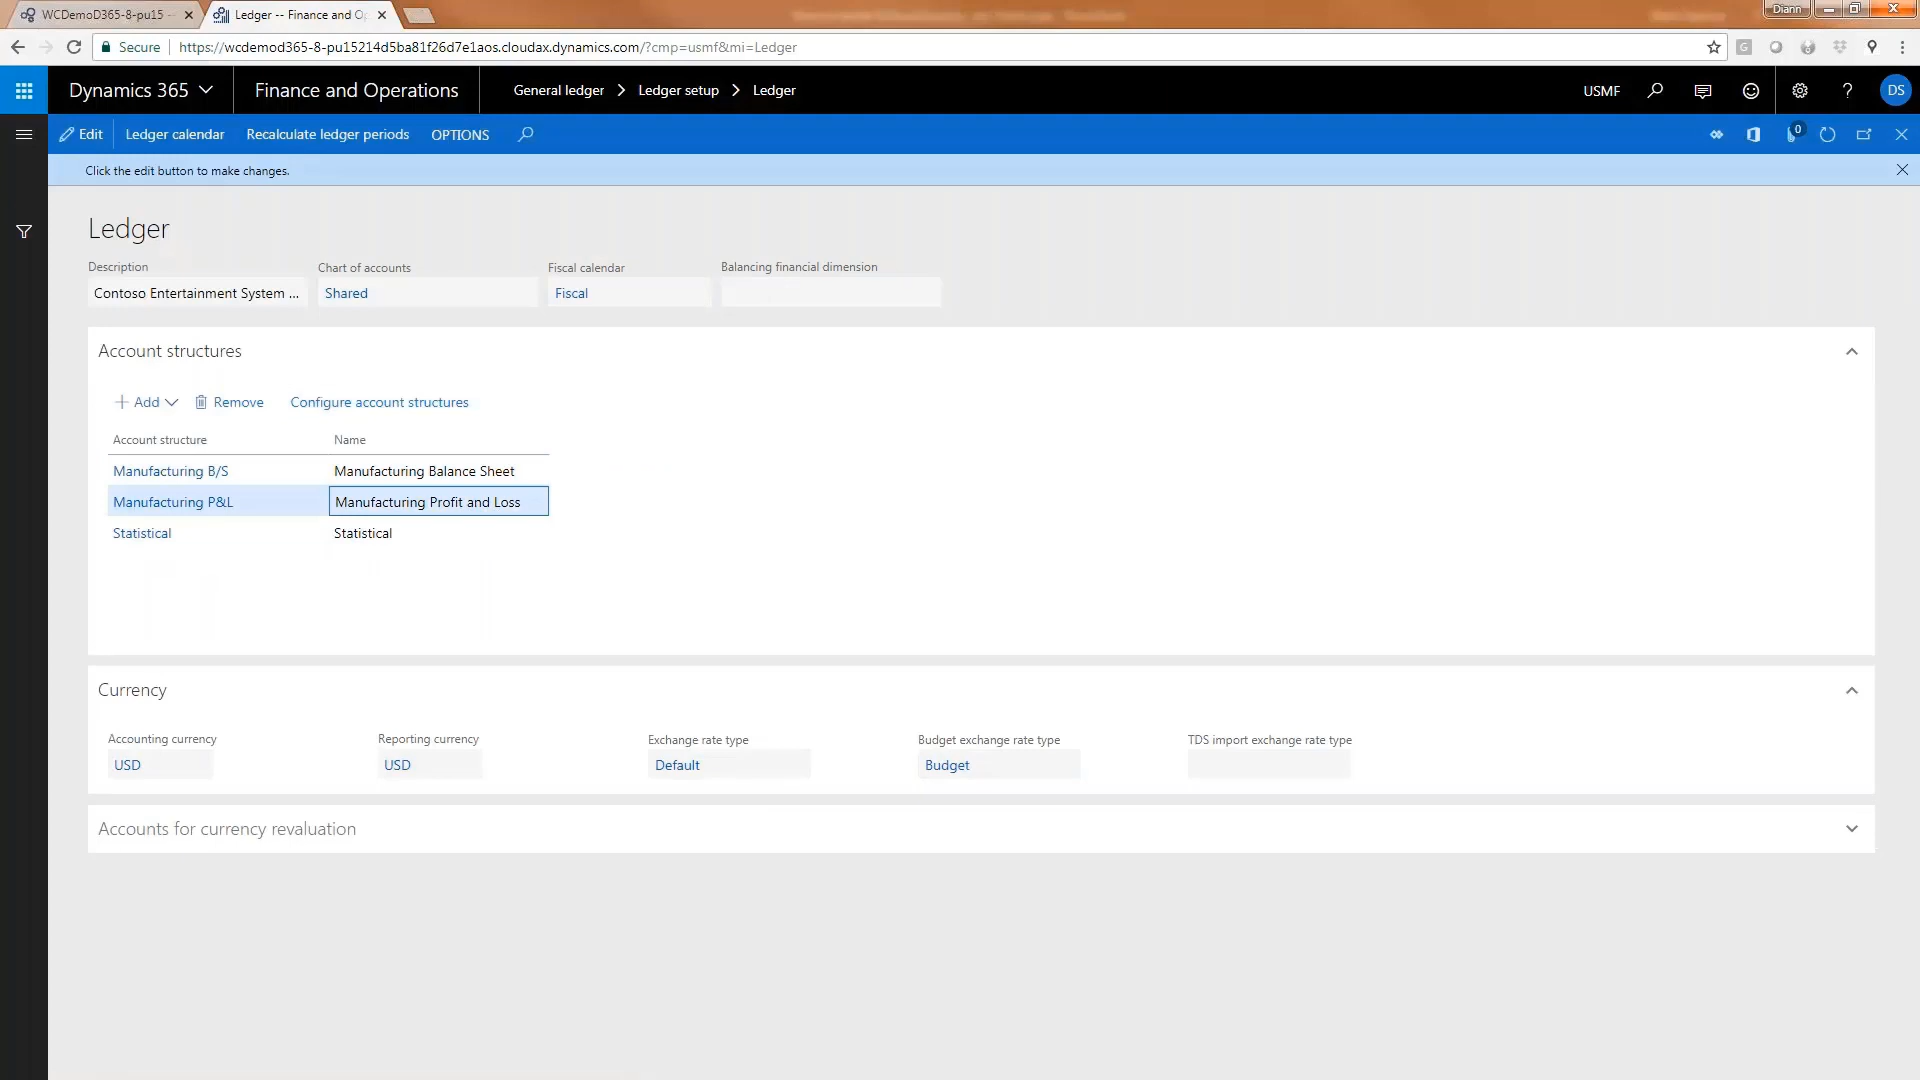 WCDemoD365-8-pu15
Ledger -- Finance and Op
Diann
Secure
https://wcdemod365-8-pu15214d5ba81f26d7e1aos.cloudax.dynamics.com/?cmp=usmf&mi=Ledger
Dynamics 365
Finance and Operations
General ledger > Ledger setup > Ledger
USMF
?
DS
Edit
Ledger calendar
Recalculate ledger periods
OPTIONS
0
Click the edit button to make changes.
Ledger
Description
Chart of accounts
Fiscal calendar
Balancing financial dimension
Contoso Entertainment System ...
Shared
Fiscal
Account structures
+ Add
Remove
Configure account structures
Account structure
Name
Manufacturing B/S
Manufacturing Balance Sheet
Manufacturing P&L
Manufacturing Profit and Loss
Statistical
Statistical
Currency
Accounting currency
Reporting currency
Exchange rate type
Budget exchange rate type
TDS import exchange rate type
USD
USD
Default
Budget
Accounts for currency revaluation